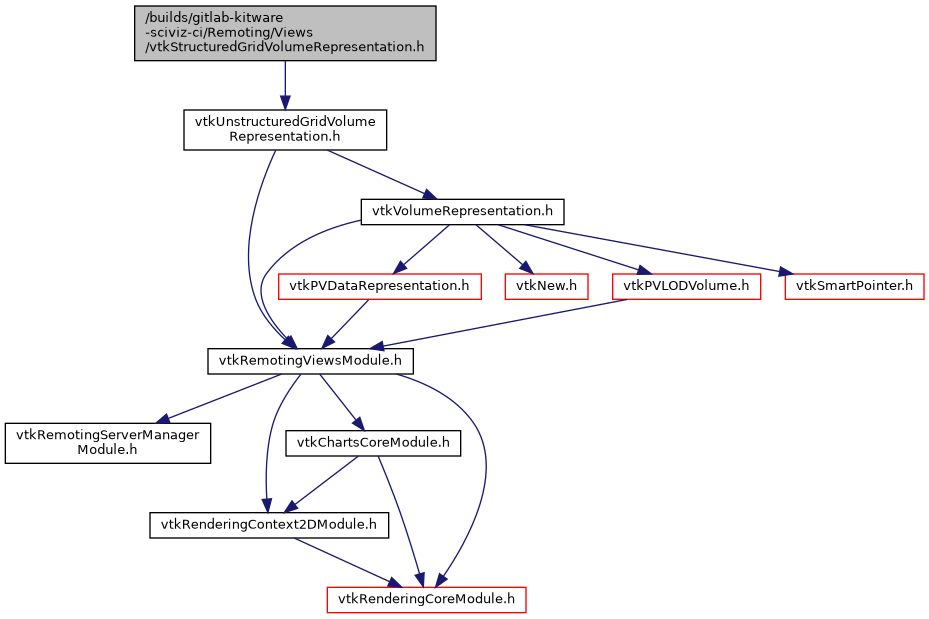 /builds/gitlab-kitware
-sciviz-ci/Remoting/Views
/vtkStructuredGridVolumeRepresentation.h
vtkUnstructuredGridVolume
Representation.h
vtkVolumeRepresentation.h
vtkPVDataRepresentation.h
vtkNew.h
vtkPVLODVolume.h
vtkSmartPointer.h
vtkRemotingViewsModule.h
vtkRemotingServerManager
Module.h
vtkChartsCoreModule.h
vtkRenderingContext2DModule.h
vtkRenderingCoreModule.h